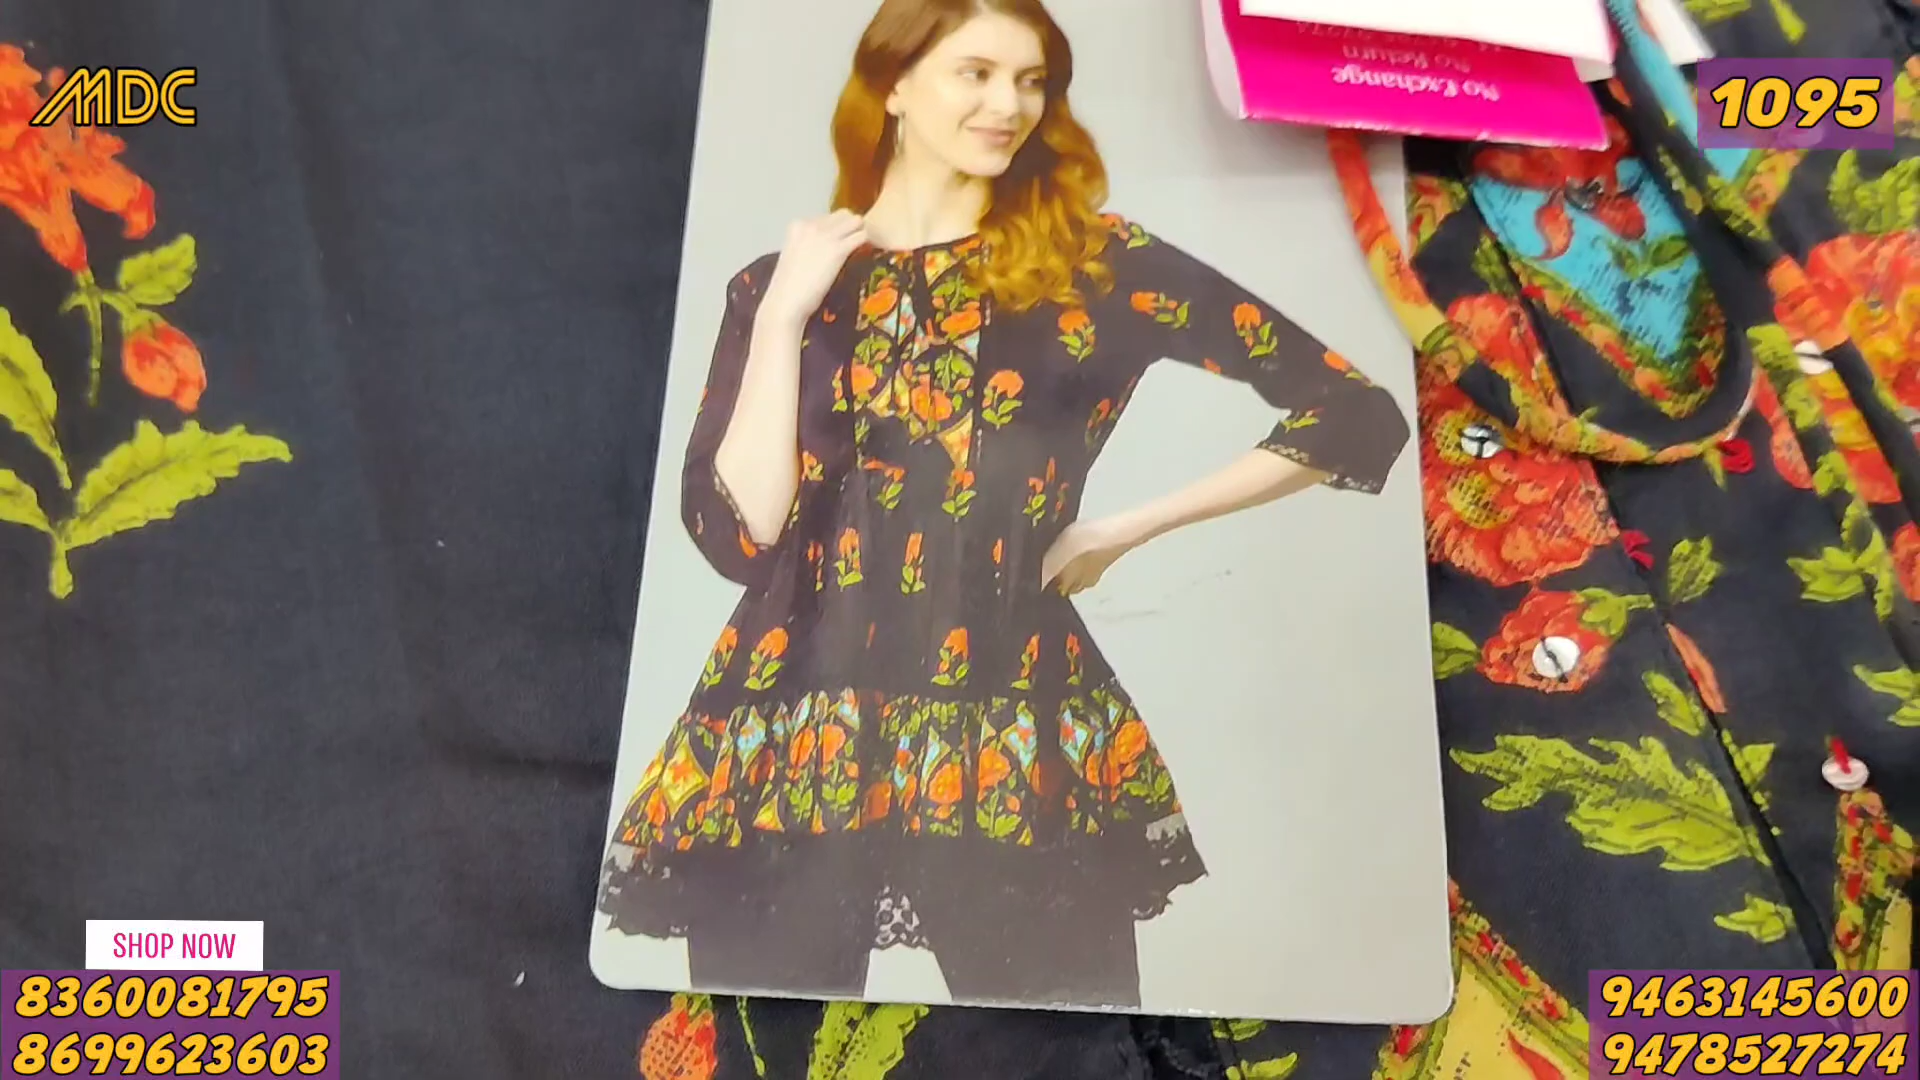 MDC
1095
No Exchange
No Return
SHOP NOW
8360081795
8699623603
9463145600
9478527274